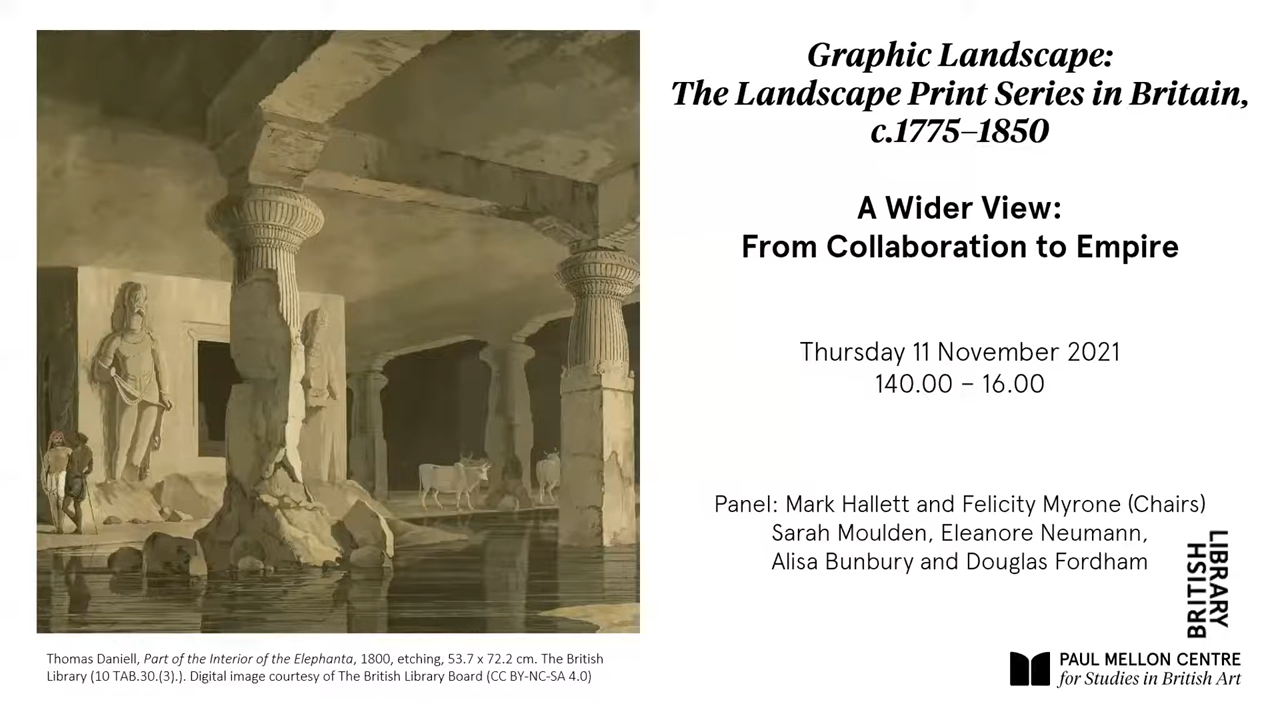 Graphic Landscape:
The Landscape Print Series in Britain,
c.1775–1850
A Wider View:
From Collaboration to Empire
Thursday 11 November 2021
140.00 – 16.00
Panel: Mark Hallett and Felicity Myrone (Chairs)
Sarah Moulden, Eleanore Neumann,
Alisa Bunbury and Douglas Fordham
BRITISH
LIBRARY
PAUL MELLON CENTRE
for Studies in British Art
Thomas Daniell, Part of the Interior of the Elephanta, 1800, etching, 53.7 x 72.2 cm. The British
Library (10 TAB.30.(3).). Digital image courtesy of The British Library Board (CC BY-NC-SA 4.0)